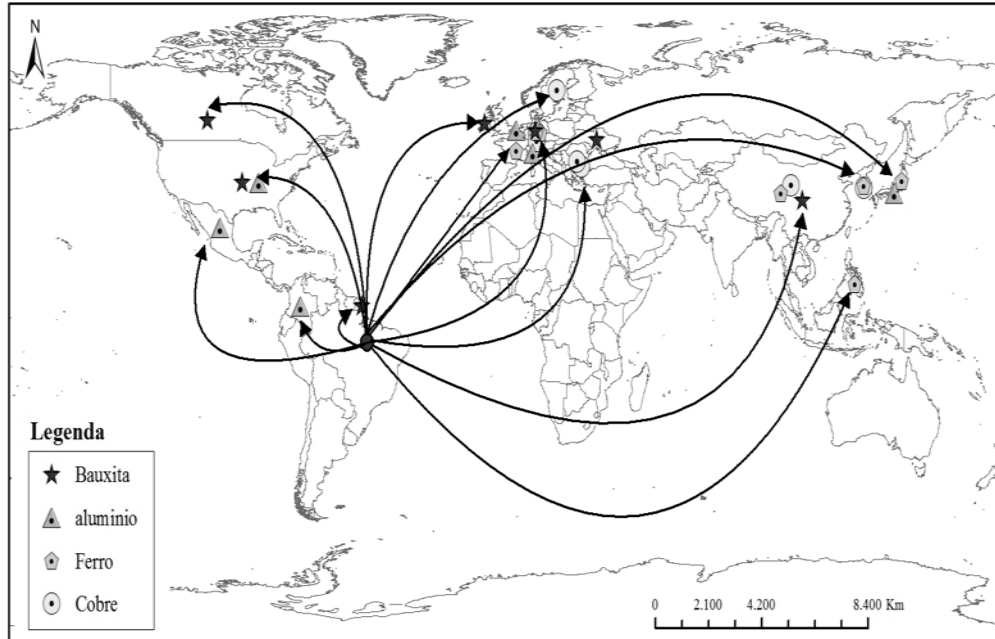 N
Legenda
Bauxita
aluminio
Ferro
Cobre
0 2.100 4.200 8.400 Km